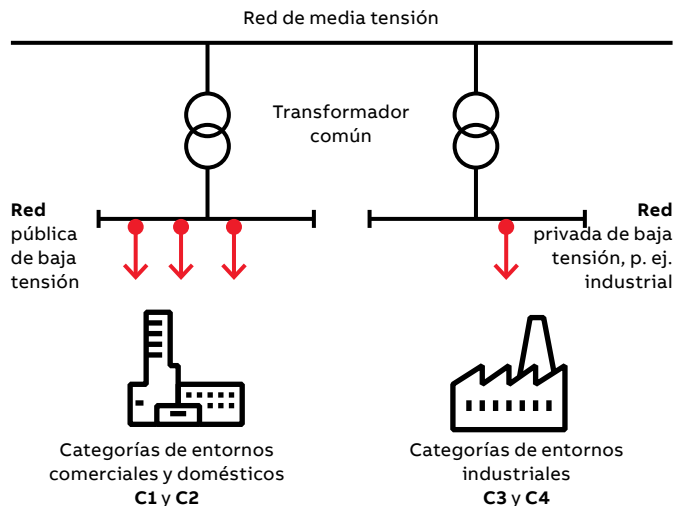 Red de media tensión
Transformador
común
Red
pública
de baja
tensión
Red
privada de baja
tensión, p. ej.
industrial
Categorías de entornos
comerciales y domésticos
C1 y C2
Categorías de entornos
industriales
C3 y C4